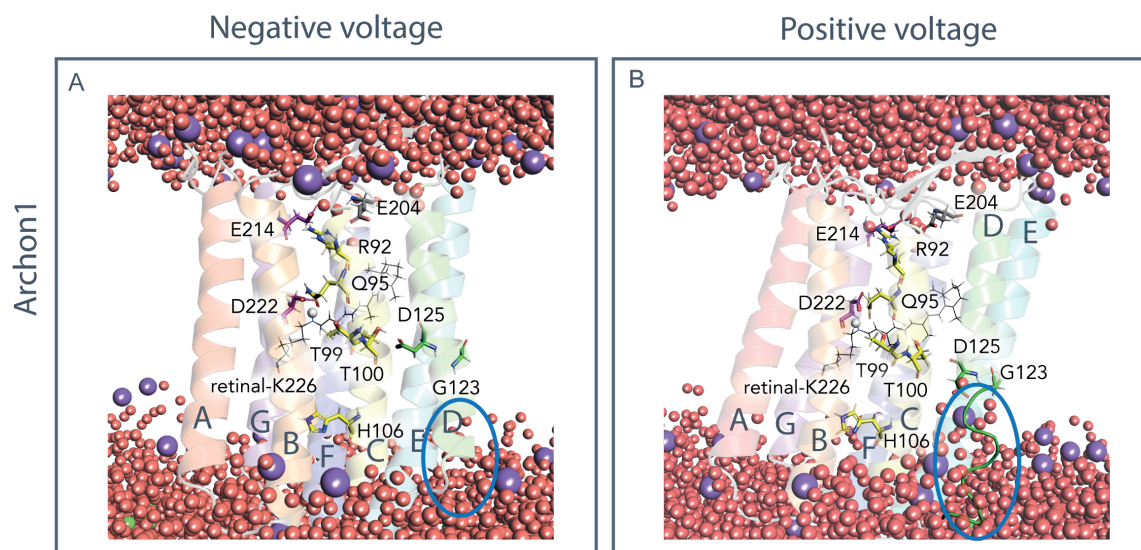 Negative voltage
Positive voltage
Archon1
A
E214
E204
R92
Q95
D222
D125
T99
T100
G123
retinal-K226
H106
A
G
B
F
C
E
D
B
E204
D
E214
R92
E
D222
Q95
D125
T99
G123
retinal-K226
T100
A
G
B
F
C
H106